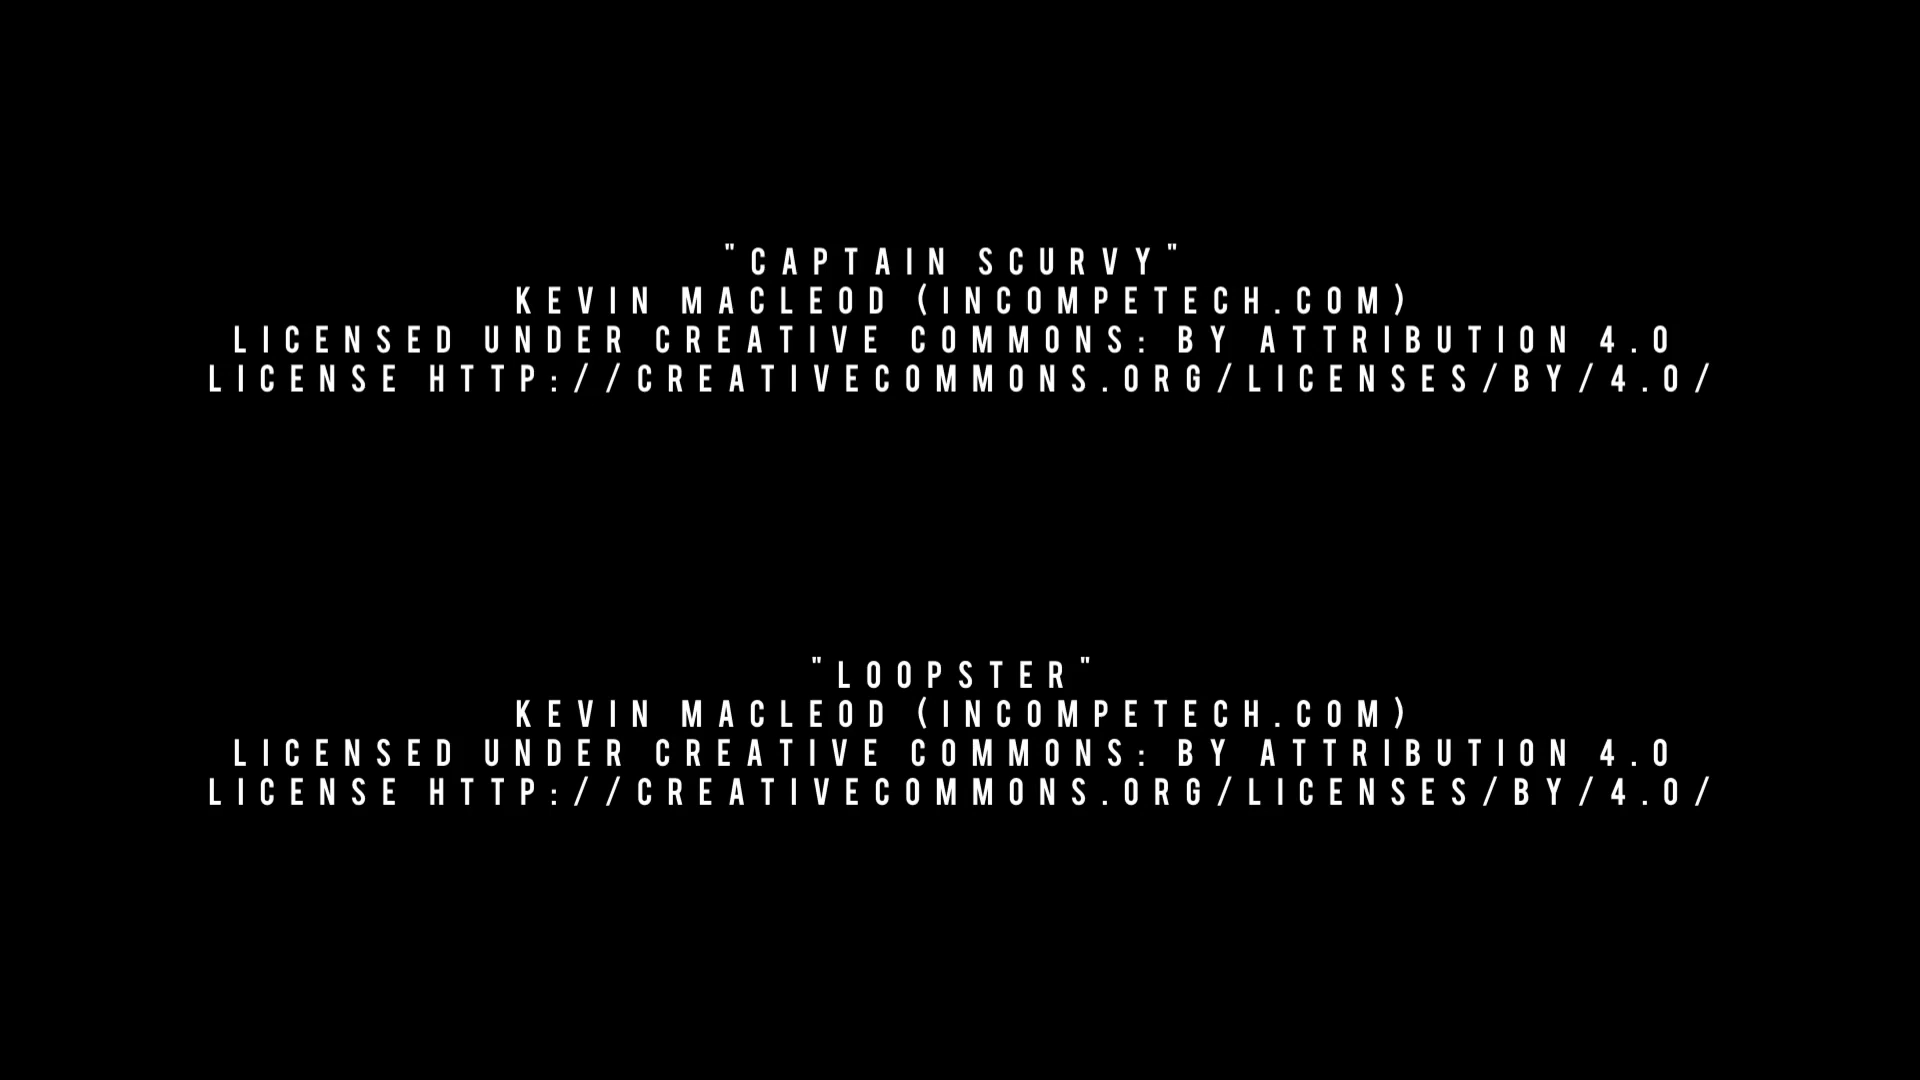 "CAPTAIN SCURVY"
KEVIN MACLEOD (INCOMPETECH.COM)
LICENSED UNDER CREATIVE COMMONS: BY ATTRIBUTION 4.0
LICENSE HTTP://CREATIVECOMMONS.ORG/LICENSES/BY/4.0/
"LOOPSTER"
KEVIN MACLEOD (INCOMPETECH.COM)
LICENSED UNDER CREATIVE COMMONS: BY ATTRIBUTION 4.0
LICENSE HTTP://CREATIVECOMMONS.ORG/LICENSES/BY/4.0/